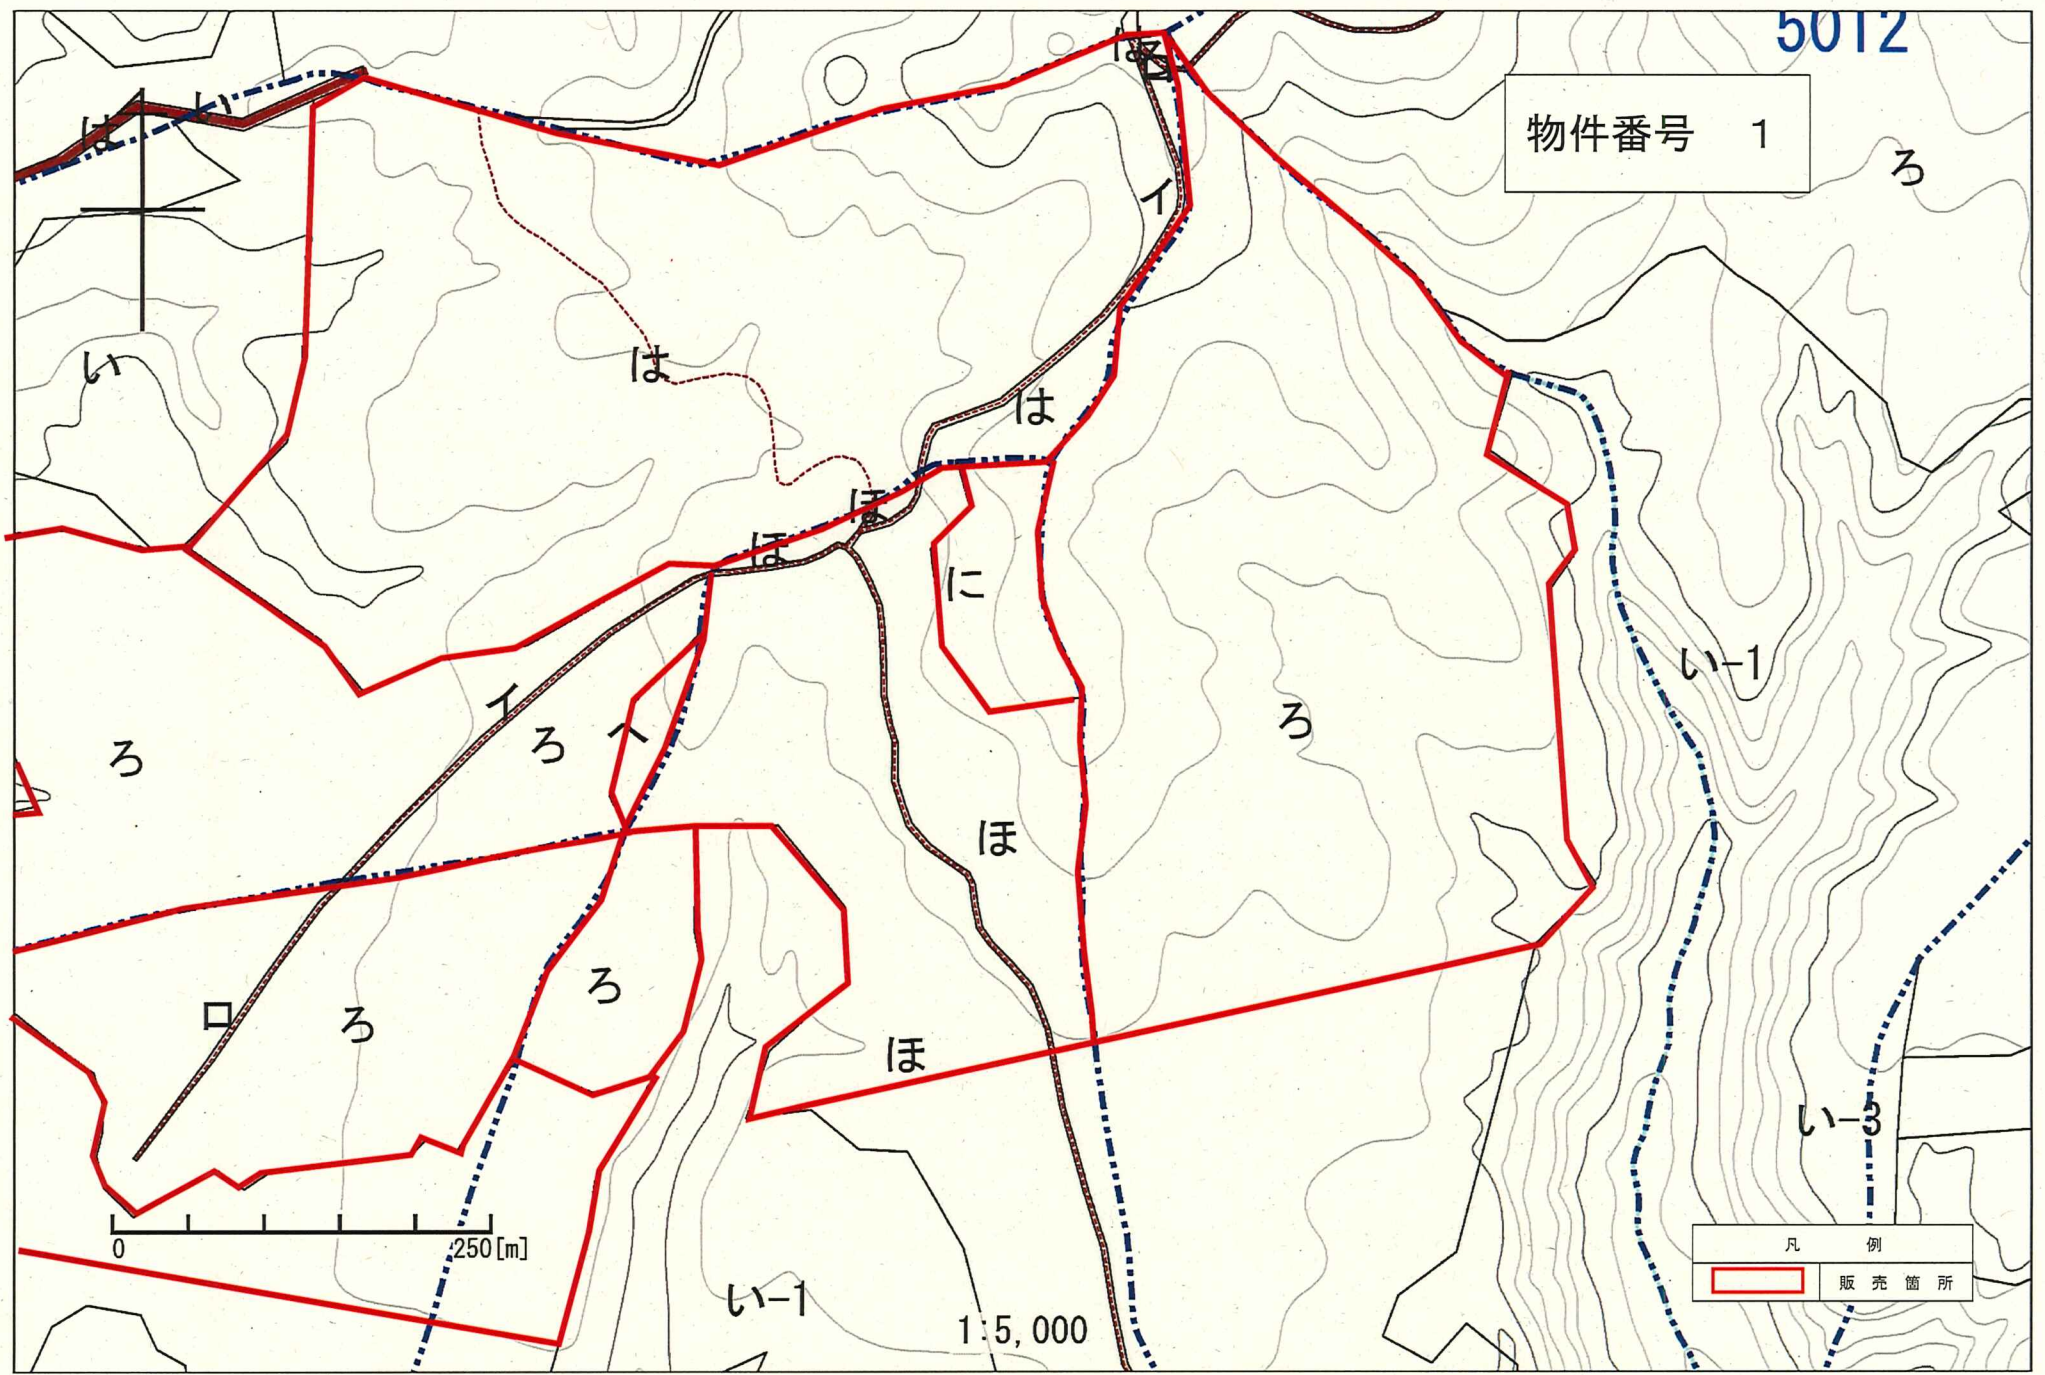 5012
は
物件番号 1
い
は
ろ
イ
い
は
は
ほ
ほ
に
い-1
イ
ろ
ろ
へ
ろ
ほ
ろ
ロ
ろ
ほ
い-3
0
250[m]
凡 例
販 売 箇 所
い-1
1:5,000